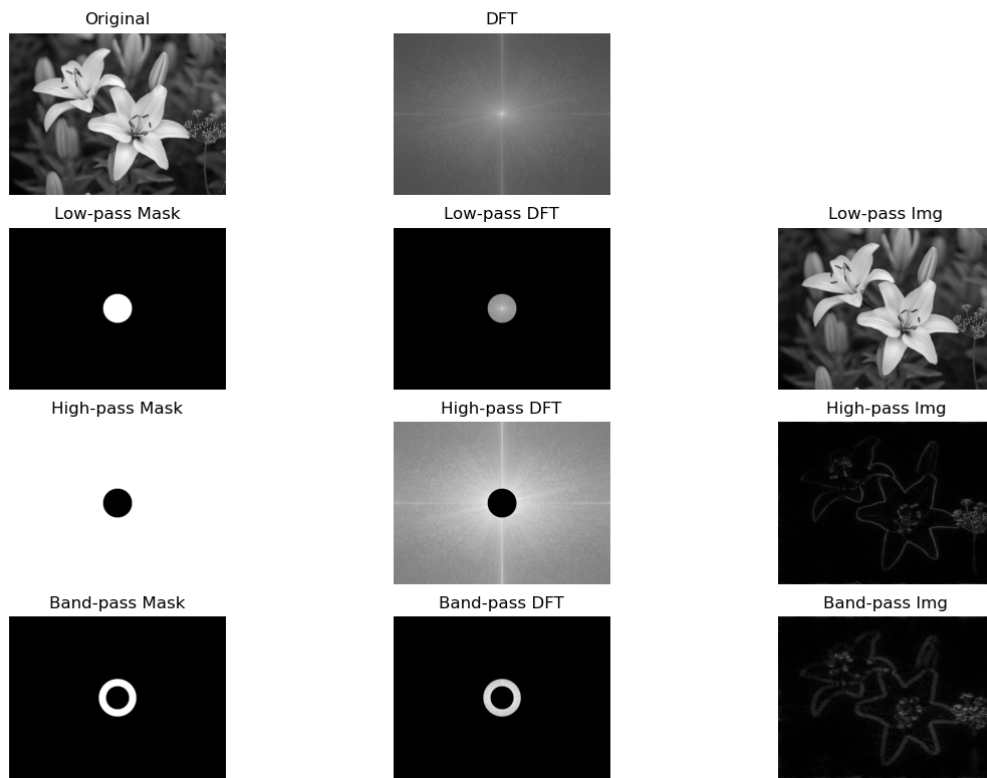 Original
DFT
Low-pass Mask
Low-pass DFT
Low-pass Img
High-pass Mask
High-pass DFT
High-pass Img
Band-pass Mask
Band-pass DFT
Band-pass Img